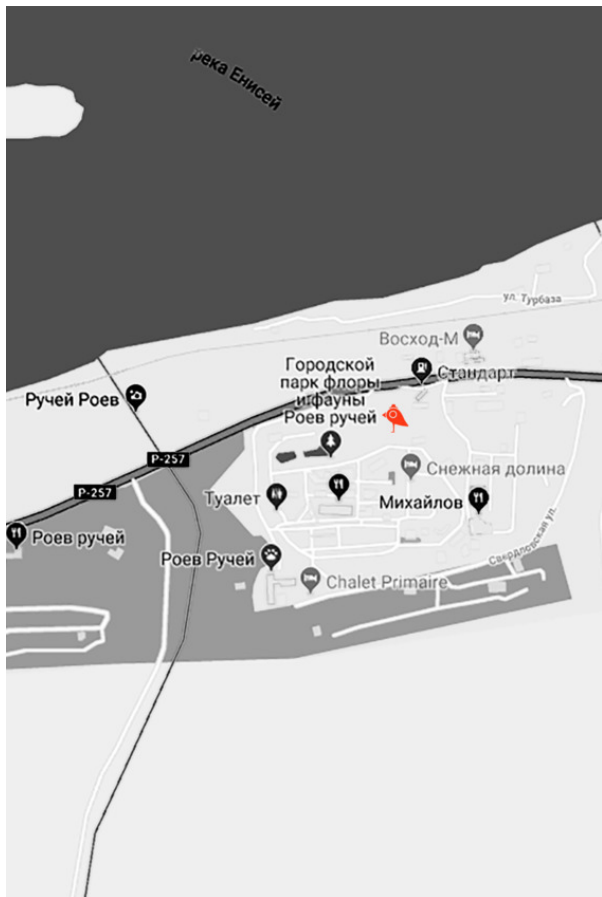 река Енисей
ул. Турбаза
Восход-М
Городской
парк флоры
и фауны
Роев ручей
Стандарт
Ручей Роев
Р-257
Р-257
Снежная долина
Туалет
Михайлов
Роев ручей
Роев Ручей
Свердловская ул.
Chalet Primaire